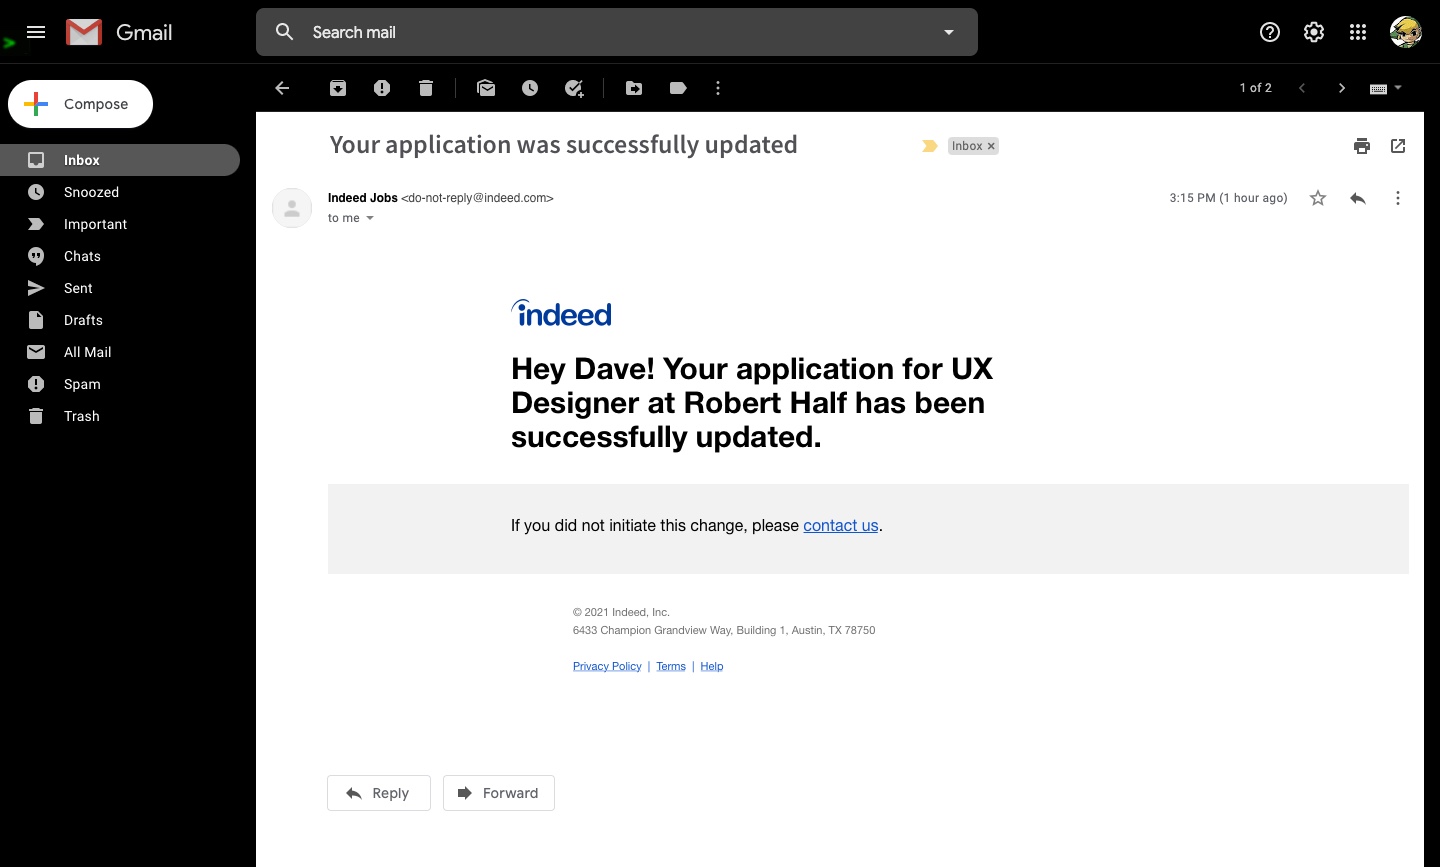 Gmail
Search mail
Compose
1 of 2
Inbox
Snoozed
Important
Chats
Sent
Drafts
All Mail
Spam
Trash
Your application was successfully updated
Inbox ×
Indeed Jobs <do-not-reply@indeed.com>
3:15 PM (1 hour ago)
to me
indeed
Hey Dave! Your application for UX
Designer at Robert Half has been
successfully updated.
If you did not initiate this change, please contact us.
© 2021 Indeed, Inc.
6433 Champion Grandview Way, Building 1, Austin, TX 78750
Privacy Policy | Terms | Help
Reply
Forward